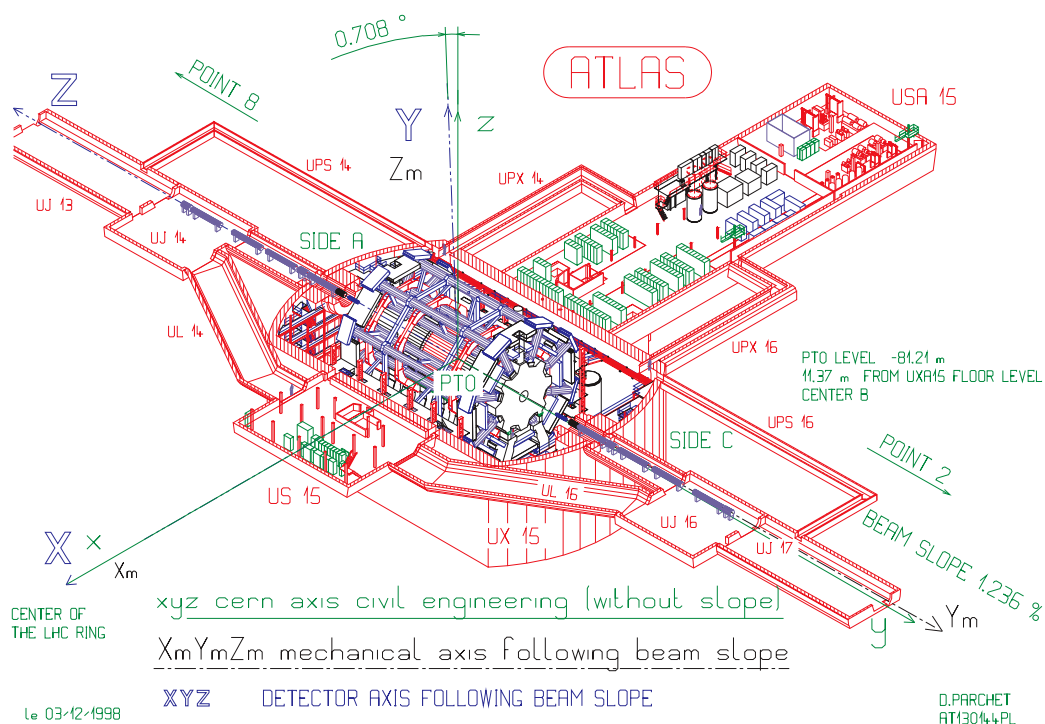 0.708 °
ATLAS
Z
POINT 8
Y
z
Zm
USA 15
UPS 14
UPX 14
UJ 13
UJ 14
SIDE A
UL 14
UPX 16
PTO LEVEL -81.21 m
11.37 m FROM UXA15 FLOOR LEVEL
CENTER B
PTO
UPS 16
SIDE C
POINT 2
US 15
UL 16
UJ 16
UX 15
UJ 17
BEAM SLOPE 1.236 %
X
x
Xm
CENTER OF
THE LHC RING
xyz cern axis civil engineering (without slope)
y
Ym
XmYmZm mechanical axis following beam slope
XYZ DETECTOR AXIS FOLLOWING BEAM SLOPE
le 03/12/1998
D.PARCHET
AT130144PL